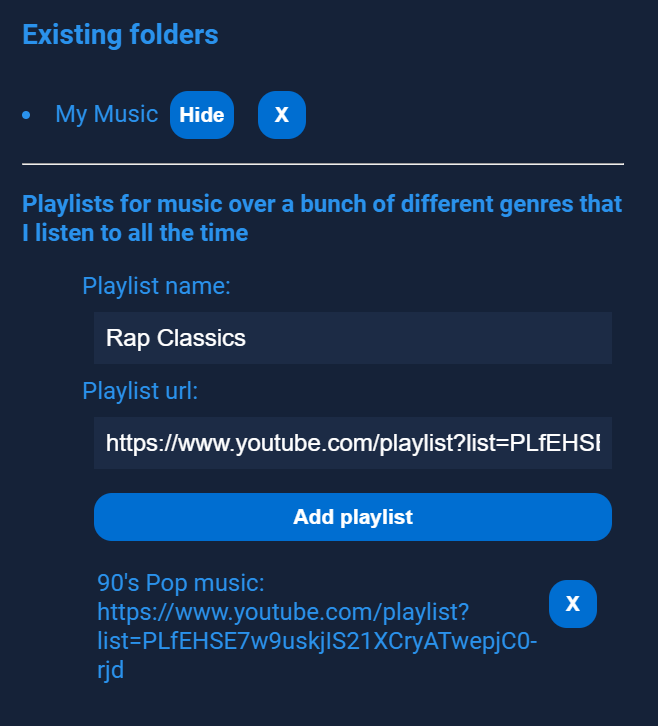 Existing folders
My Music Hide X
Playlists for music over a bunch of different genres that
I listen to all the time
Playlist name:
Rap Classics
Playlist url:
https://www.youtube.com/playlist?list=PLfEHSE
Add playlist
90's Pop music:
https://www.youtube.com/playlist? X
list=PLfEHSE7w9uskjIS21XCryATwepjC0-
rjd